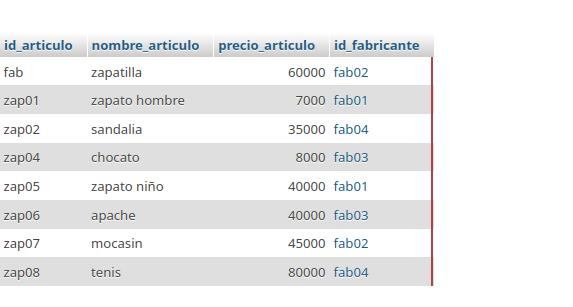 id_articulo nombre_articulo precio_articulo id_fabricante
fab zapatilla 60000 fab02
zap01 zapato hombre 7000 fab01
zap02 sandalia 35000 fab04
zap04 chocato 8000 fab03
zap05 zapato niño 40000 fab01
zap06 apache 40000 fab03
zap07 mocasin 45000 fab02
zap08 tenis 80000 fab04